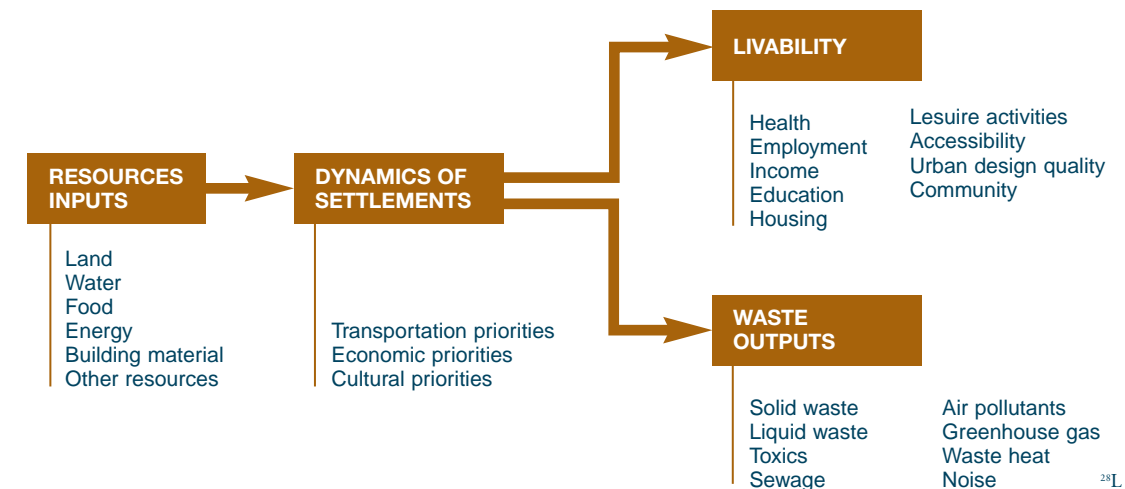 RESOURCES
INPUTS
Land
Water
Food
Energy
Building material
Other resources
DYNAMICS OF
SETTLEMENTS
Transportation priorities
Economic priorities
Cultural priorities
LIVABILITY
Health
Employment
Income
Education
Housing
Lesuire activities
Accessibility
Urban design quality
Community
WASTE
OUTPUTS
Solid waste
Liquid waste
Toxics
Sewage
Air pollutants
Greenhouse gas
Waste heat
Noise
28L